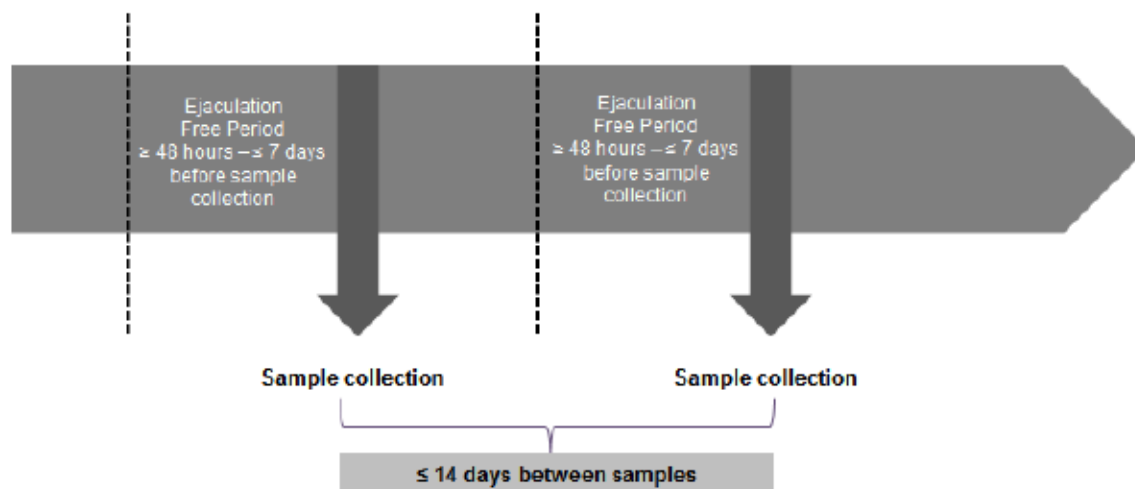 Ejaculation
Free Period
≥ 48 hours – ≤ 7 days
before sample
collection
Ejaculation
Free Period
≥ 48 hours – ≤ 7 days
before sample
collection
Sample collection
Sample collection
≤ 14 days between samples